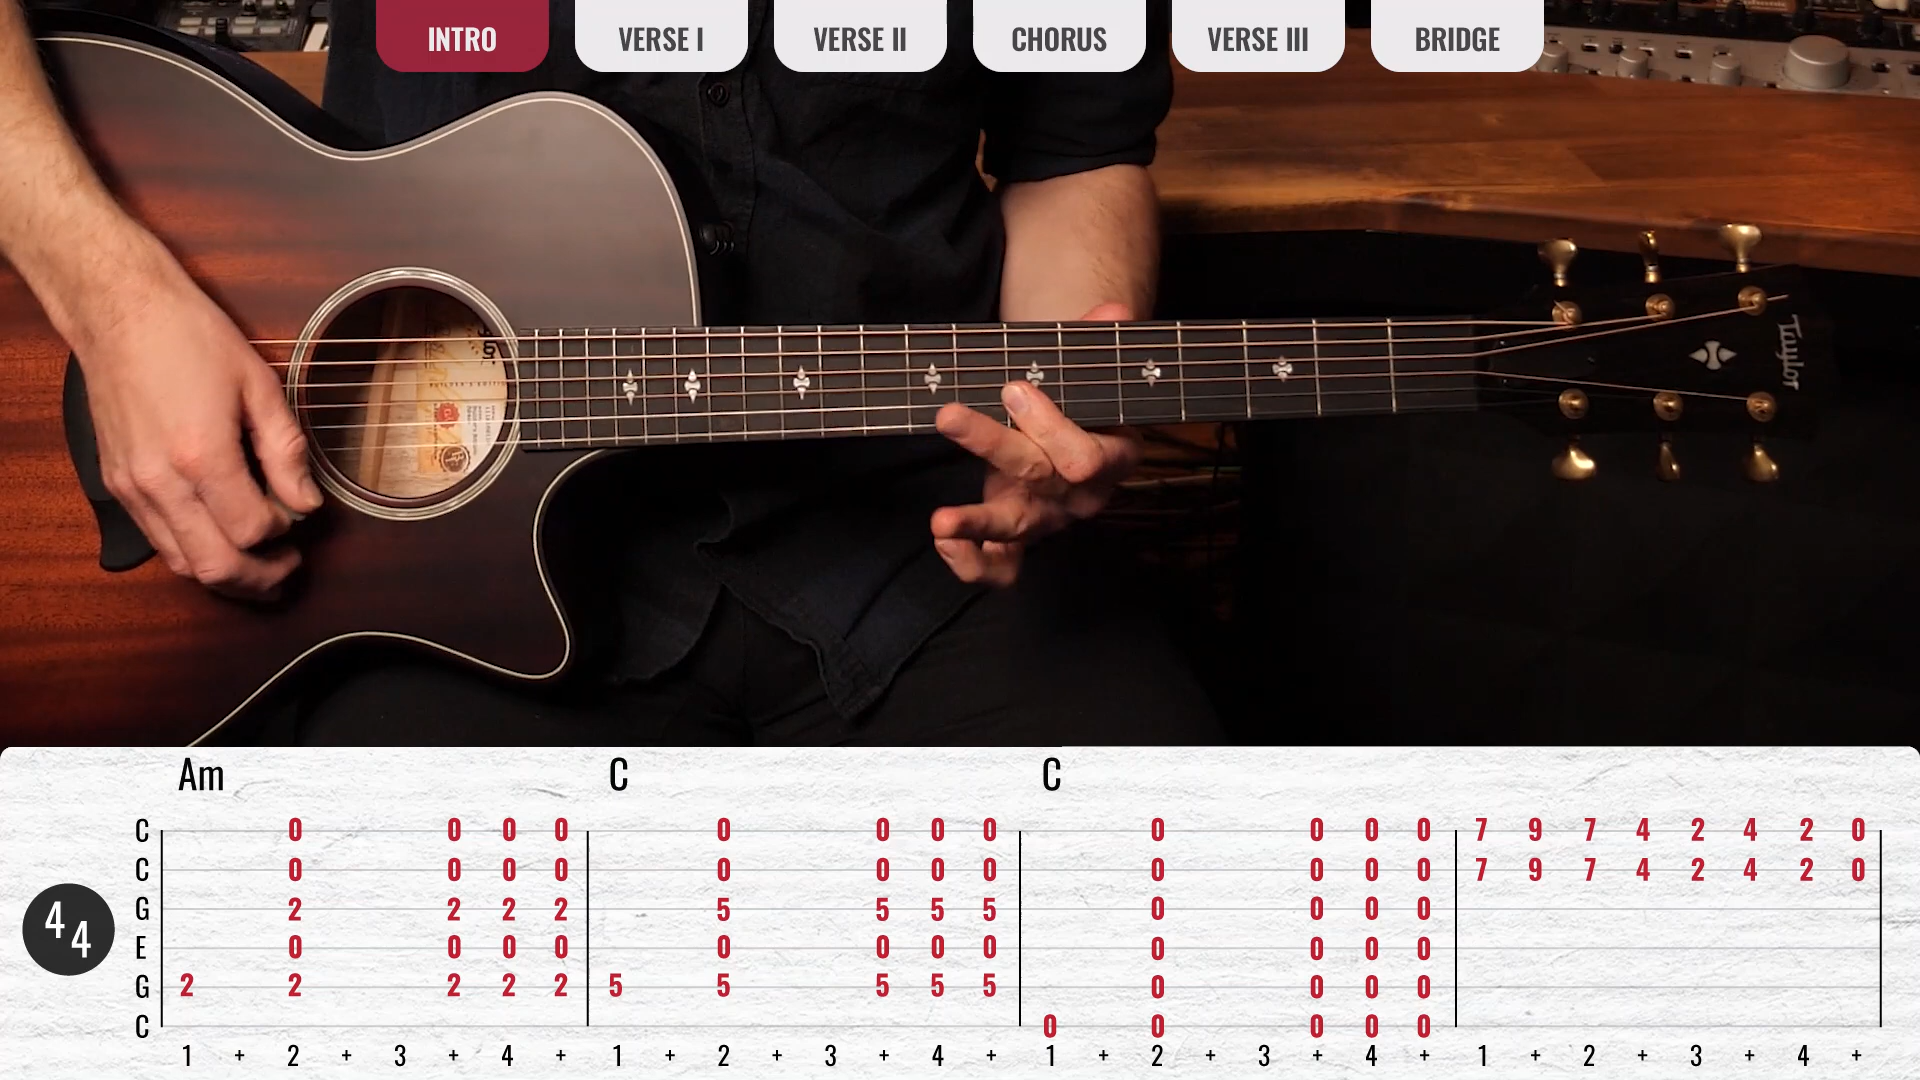 INTRO VERSE I VERSE II CHORUS VERSE III BRIDGE
Taylor
Am C C
C 0 0 0 0 0 0 0 0 0 0 0 0 7 9 7 4 2 4 2 0
C 0 0 0 0 0 0 0 0 0 0 0 0 7 9 7 4 2 4 2 0
G 2 2 2 2 5 5 5 5 0 0 0 0
4 4
E 0 0 0 0 0 0 0 0 0 0 0 0
G 2 2 2 2 2 5 5 5 5 5 0 0 0 0
C 0 0 0 0 0
1 + 2 + 3 + 4 + 1 + 2 + 3 + 4 + 1 + 2 + 3 + 4 + 1 + 2 + 3 + 4 +